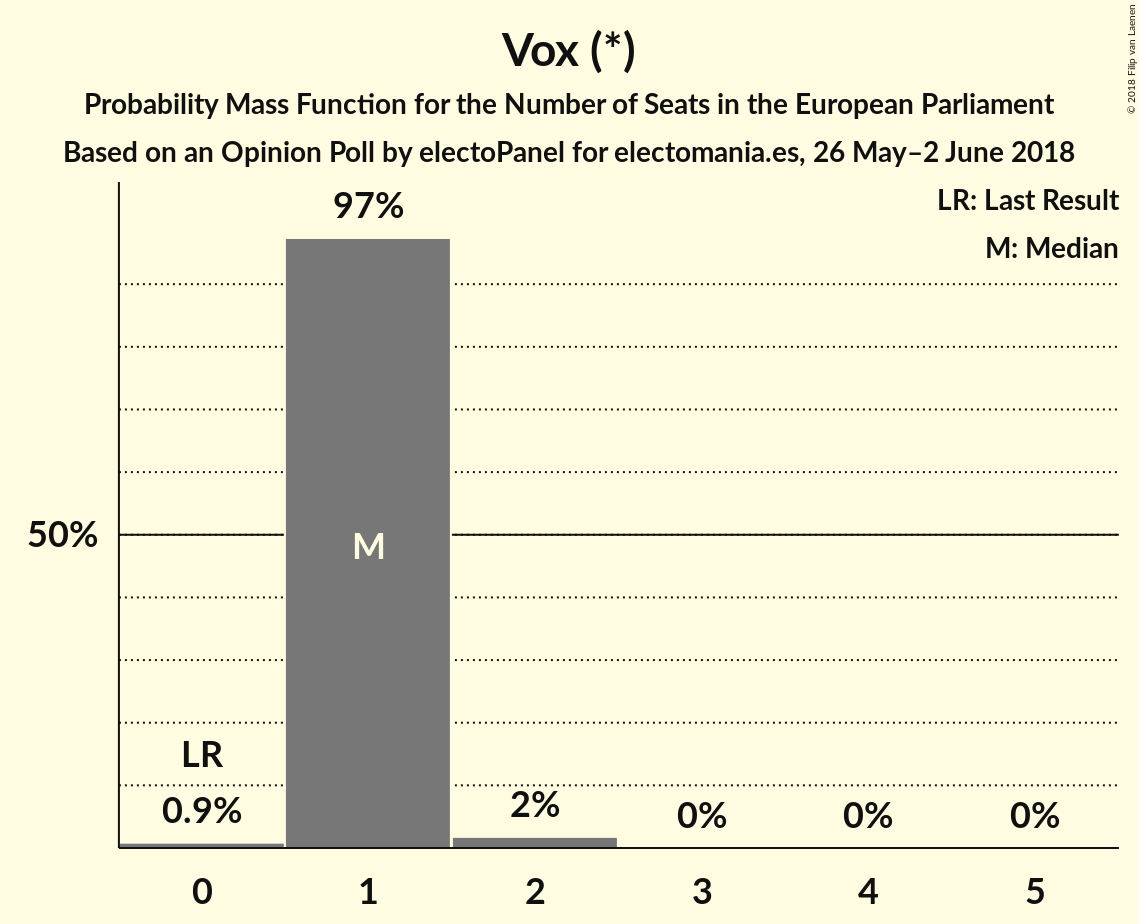 Vox (*)
Probability Mass Function for the Number of Seats in the European Parliament
Based on an Opinion Poll by electoPanel for electomania.es, 26 May–2 June 2018
© 2018 Filip van Laenen
LR: Last Result
M: Median
97%
50%
M
LR
0.9%
2%
0%
0%
0%
0 1 2 3 4 5